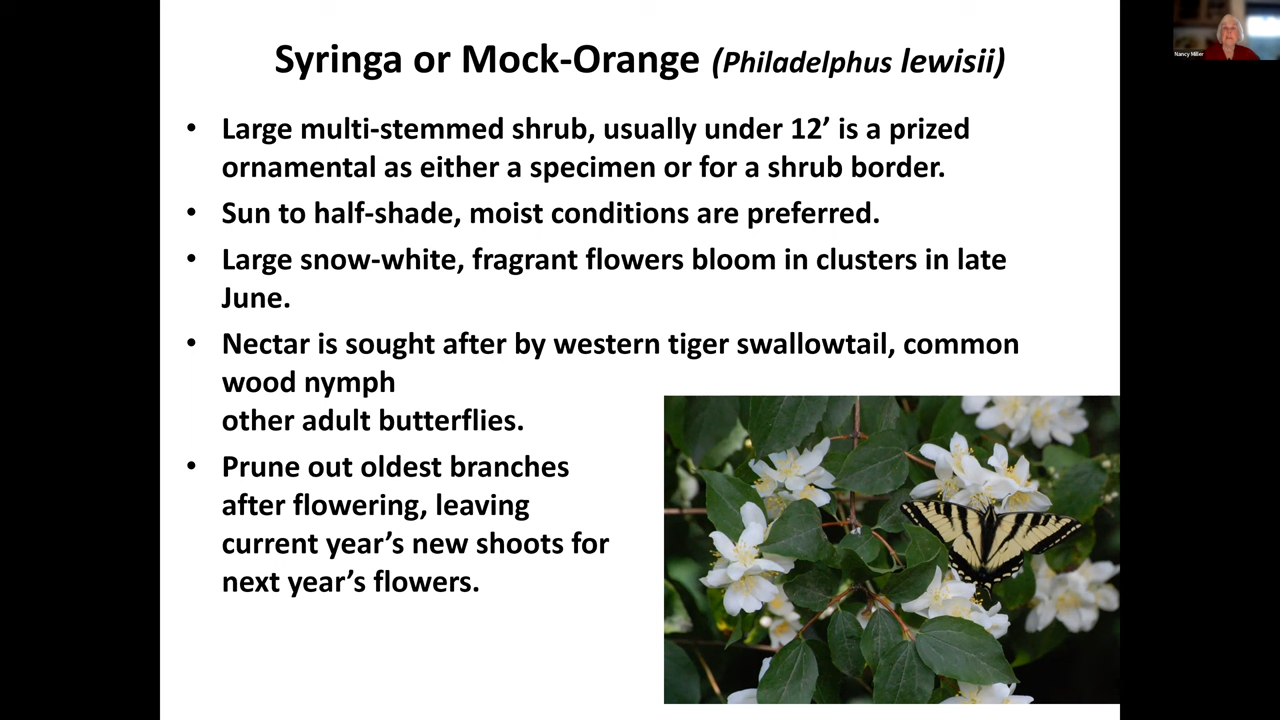 Syringa or Mock-Orange (Philadelphus lewisii)
• Large multi-stemmed shrub, usually under 12’ is a prized
ornamental as either a specimen or for a shrub border.
• Sun to half-shade, moist conditions are preferred.
• Large snow-white, fragrant flowers bloom in clusters in late
June.
• Nectar is sought after by western tiger swallowtail, common
wood nymph
other adult butterflies.
• Prune out oldest branches
after flowering, leaving
current year’s new shoots for
next year’s flowers.
Nancy Miller